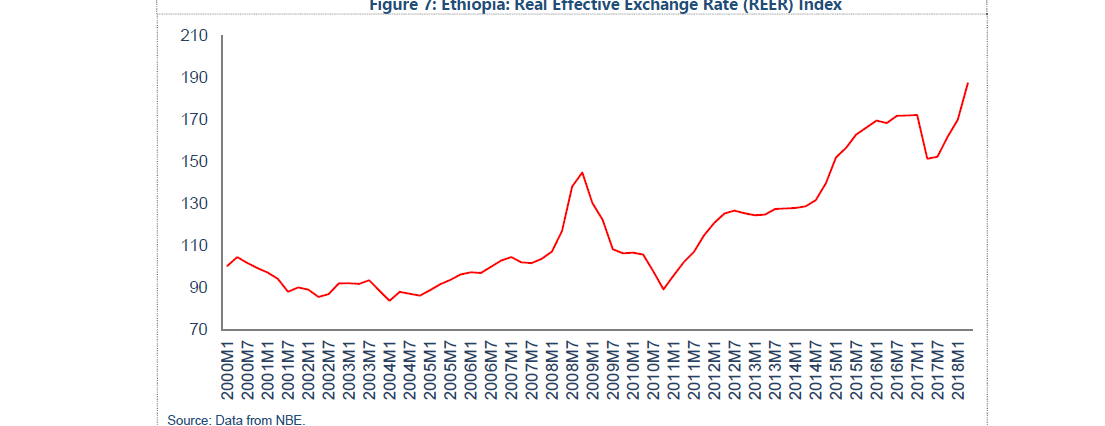 Figure 7: Ethiopia: Real Effective Exchange Rate (REER) Index
210
190
170
150
130
110
90
70
2000M1
2000M7
2001M1
2001M7
2002M1
2002M7
2003M1
2003M7
2004M1
2004M7
2005M1
2005M7
2006M1
2006M7
2007M1
2007M7
2008M1
2008M7
2009M1
2009M7
2010M1
2010M7
2011M1
2011M7
2012M1
2012M7
2013M1
2013M7
2014M1
2014M7
2015M1
2015M7
2016M1
2016M7
2017M1
2017M7
2018M1
Source: Data from NBE.